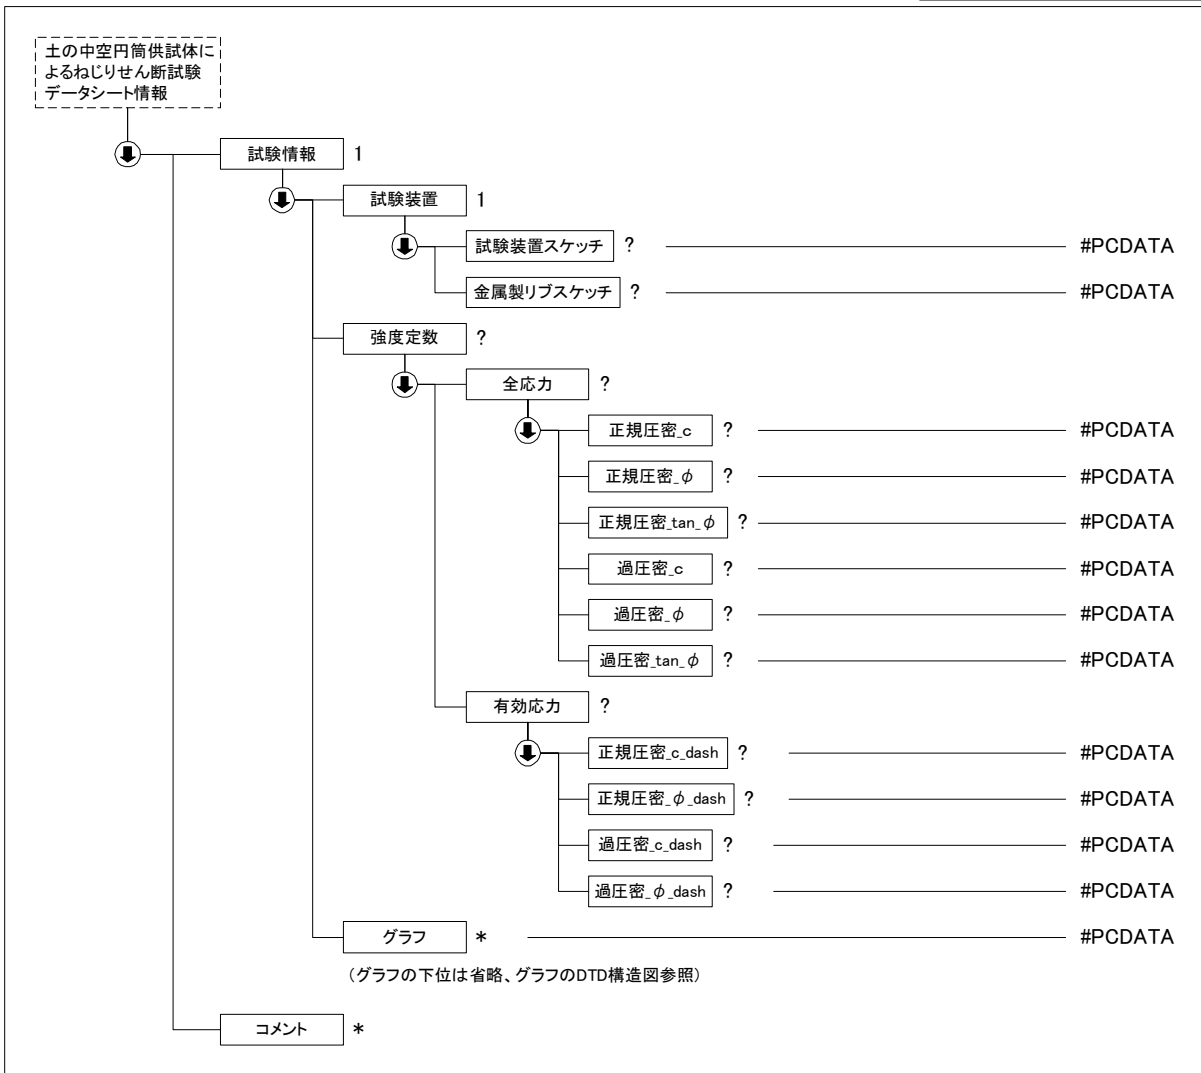 土の中空円筒供試体に
よるねじりせん断試験
データシート情報
試験情報 1
試験装置 1
試験装置スケッチ ? #PCDATA
金属製リブスケッチ ? #PCDATA
強度定数 ?
全応力 ?
正規圧密_c ? #PCDATA
正規圧密_φ ? #PCDATA
正規圧密_tan_φ ? #PCDATA
過圧密_c ? #PCDATA
過圧密_φ ? #PCDATA
過圧密_tan_φ ? #PCDATA
有効応力 ?
正規圧密_c_dash ? #PCDATA
正規圧密_φ_dash ? #PCDATA
過圧密_c_dash ? #PCDATA
過圧密_φ_dash ? #PCDATA
グラフ * #PCDATA
(グラフの下位は省略、グラフのDTD構造図参照)
コメント *